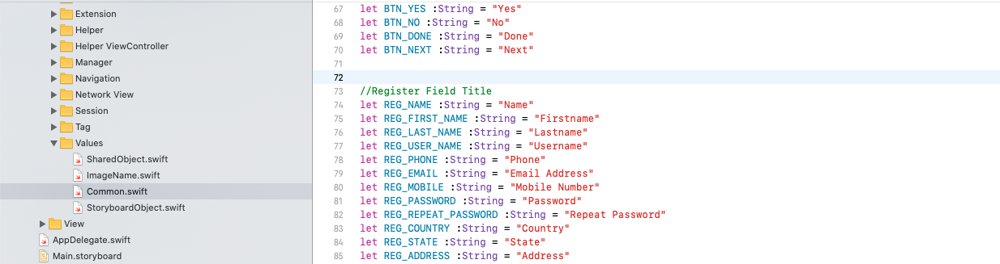 Extension
Helper
Helper ViewController
Manager
Navigation
Network View
Session
Tag
Values
SharedObject.swift
ImageName.swift
Common.swift
StoryboardObject.swift
View
AppDelegate.swift
Main.storyboard
67 let BTN_YES :String = "Yes"
68 let BTN_NO :String = "No"
69 let BTN_DONE :String = "Done"
70 let BTN_NEXT :String = "Next"
71
72
73 //Register Field Title
74 let REG_NAME :String = "Name"
75 let REG_FIRST_NAME :String = "Firstname"
76 let REG_LAST_NAME :String = "Lastname"
77 let REG_USER_NAME :String = "Username"
78 let REG_PHONE :String = "Phone"
79 let REG_EMAIL :String = "Email Address"
80 let REG_MOBILE :String = "Mobile Number"
81 let REG_PASSWORD :String = "Password"
82 let REG_REPEAT_PASSWORD :String = "Repeat Password"
83 let REG_COUNTRY :String = "Country"
84 let REG_STATE :String = "State"
85 let REG_ADDRESS :String = "Address"